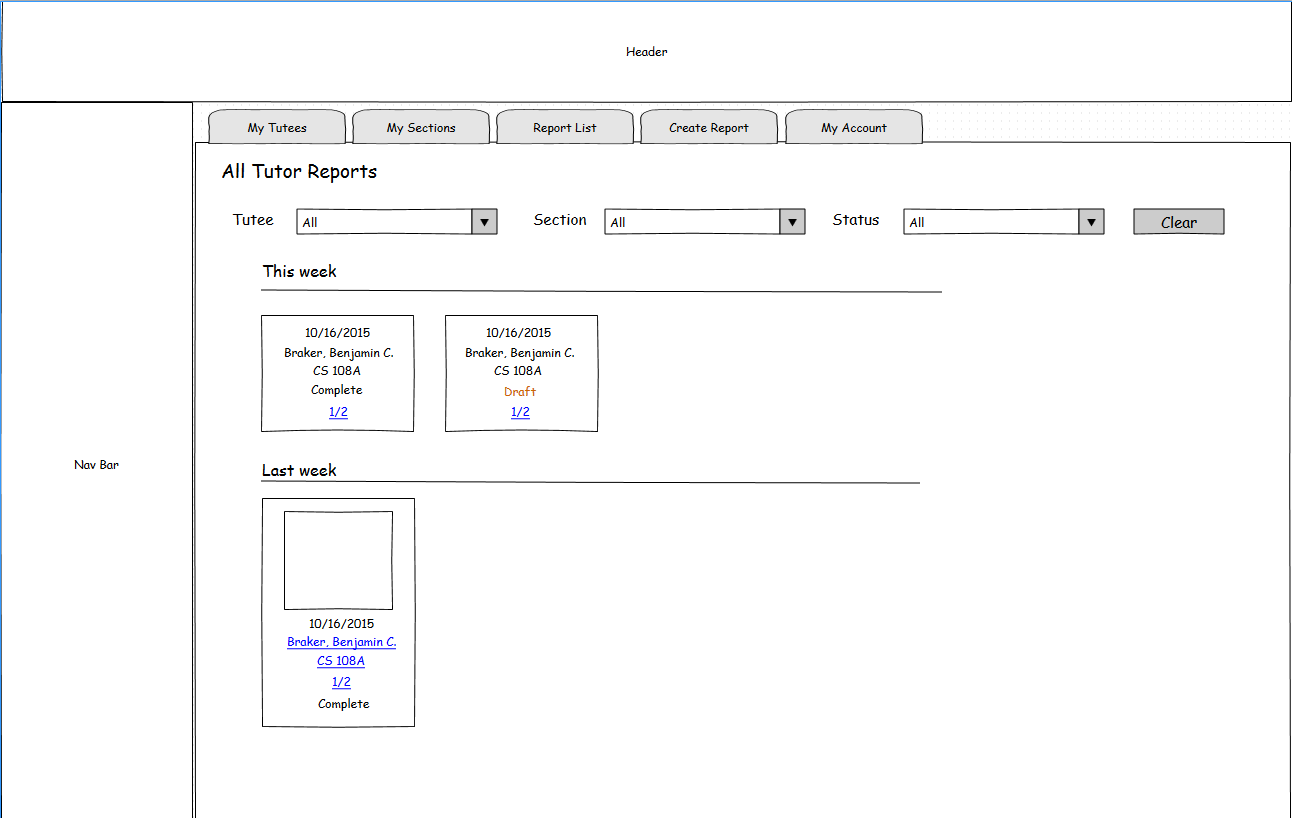 Header
My Tutees My Sections Report List Create Report My Account
All Tutor Reports
Tutee All Section All Status All Clear
This week
10/16/2015 10/16/2015
Braker, Benjamin C. Braker, Benjamin C.
CS 108A CS 108A
Complete Draft
1/2 1/2
Nav Bar
Last week
10/16/2015
Braker, Benjamin C.
CS 108A
1/2
Complete